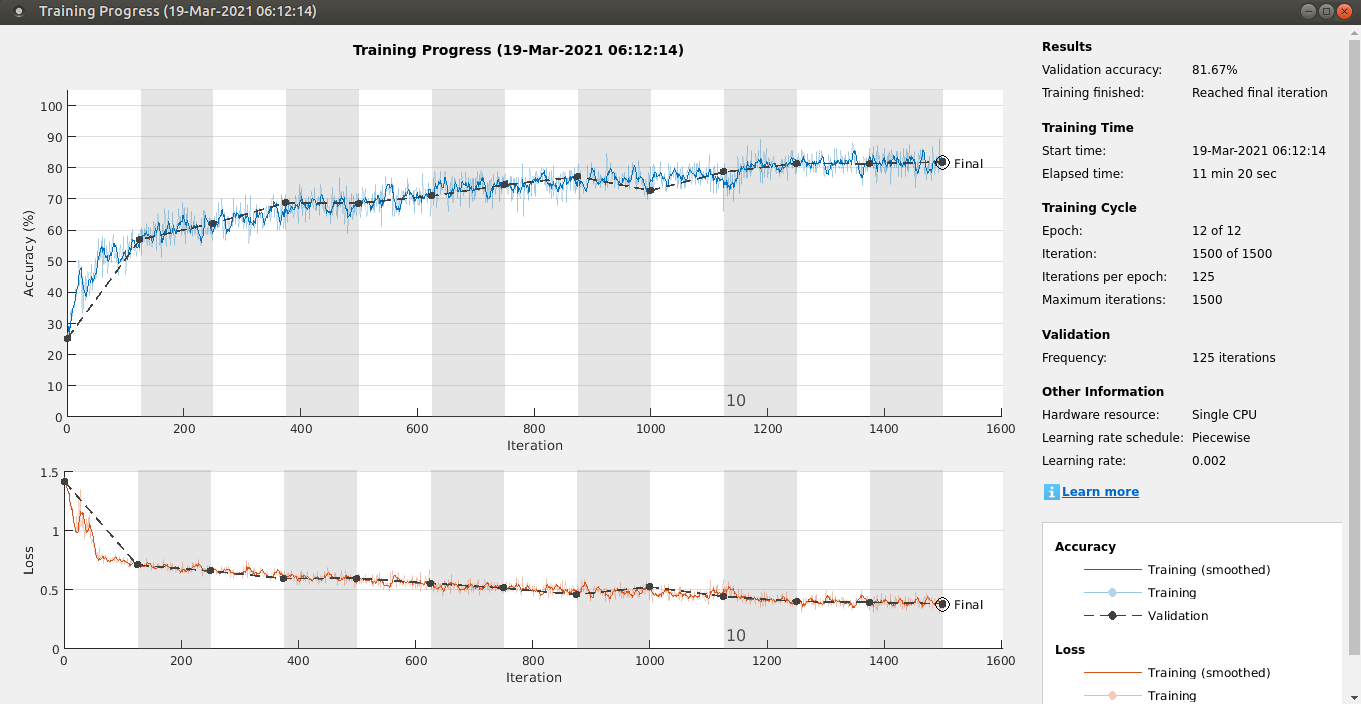 Training Progress (19-Mar-2021 06:12:14)
Training Progress (19-Mar-2021 06:12:14)
100
90
80
70
60
50
40
30
20
10
0
Accuracy (%)
Final
10
0 200 400 600 800 1000 1200 1400 1600
Iteration
1.5
1
0.5
0
Loss
Final
10
0 200 400 600 800 1000 1200 1400 1600
Iteration
Results
Validation accuracy: 81.67%
Training finished: Reached final iteration
Training Time
Start time: 19-Mar-2021 06:12:14
Elapsed time: 11 min 20 sec
Training Cycle
Epoch: 12 of 12
Iteration: 1500 of 1500
Iterations per epoch: 125
Maximum iterations: 1500
Validation
Frequency: 125 iterations
Other Information
Hardware resource: Single CPU
Learning rate schedule: Piecewise
Learning rate: 0.002
i Learn more
Accuracy
Training (smoothed)
Training
Validation
Loss
Training (smoothed)
Training